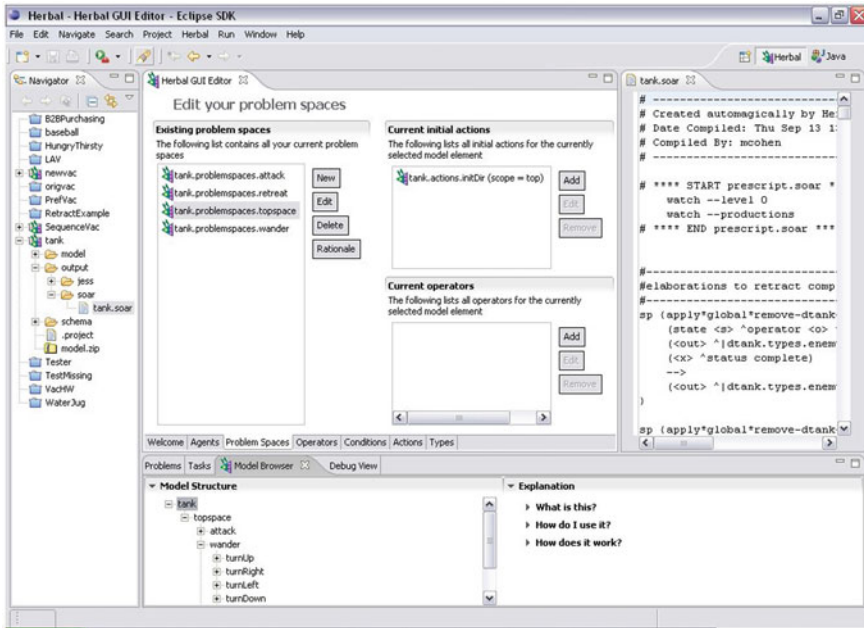 Herbal - Herbal GUI Editor - Eclipse SDK
File Edit Navigate Search Project Herbal Run Window Help
Herbal Java
Navigator
B2BPurchasing
baseball
HungryThirsty
LAV
newvac
origvac
PrefVac
RetractExample
SequenceVac
tank
model
output
jess
soar
tank.soar
schema
.project
model.zip
Tester
TestMissing
VacHW
WaterJug
Herbal GUI Editor
Edit your problem spaces
Existing problem spaces
The following list contains all your current problem
spaces
tank.problemspaces.attack
tank.problemspaces.retreat
tank.problemspaces.topspace
tank.problemspaces.wander
New
Edit
Delete
Rationale
Current initial actions
The following lists all initial actions for the currently
selected model element
tank.actions.initDir (scope = top)
Add
Edit
Remove
Current operators
The following lists all operators for the currently
selected model element
Add
Edit
Remove
Welcome Agents Problem Spaces Operators Conditions Actions Types
tank.soar
# ----------------------------
# Created automagically by He
# Date Compiled: Thu Sep 13 1
# Compiled By: mcohen
# ----------------------------
# **** START prescript.soar *
watch --level 0
watch --productions
# **** END prescript.soar ***
#-----------------------------
#elaborations to retract comp
#-----------------------------
sp {apply*global*remove-dtank
(state <s> ^operator <o>
(<out> ^|dtank.types.enem
(<x> ^status complete)
-->
(<out> ^|dtank.types.enem
}
sp {apply*global*remove-dtank
Problems Tasks Model Browser Debug View
Model Structure
tank
topspace
attack
wander
turnUp
turnRight
turnLeft
turnDown
Explanation
What is this?
How do I use it?
How does it work?